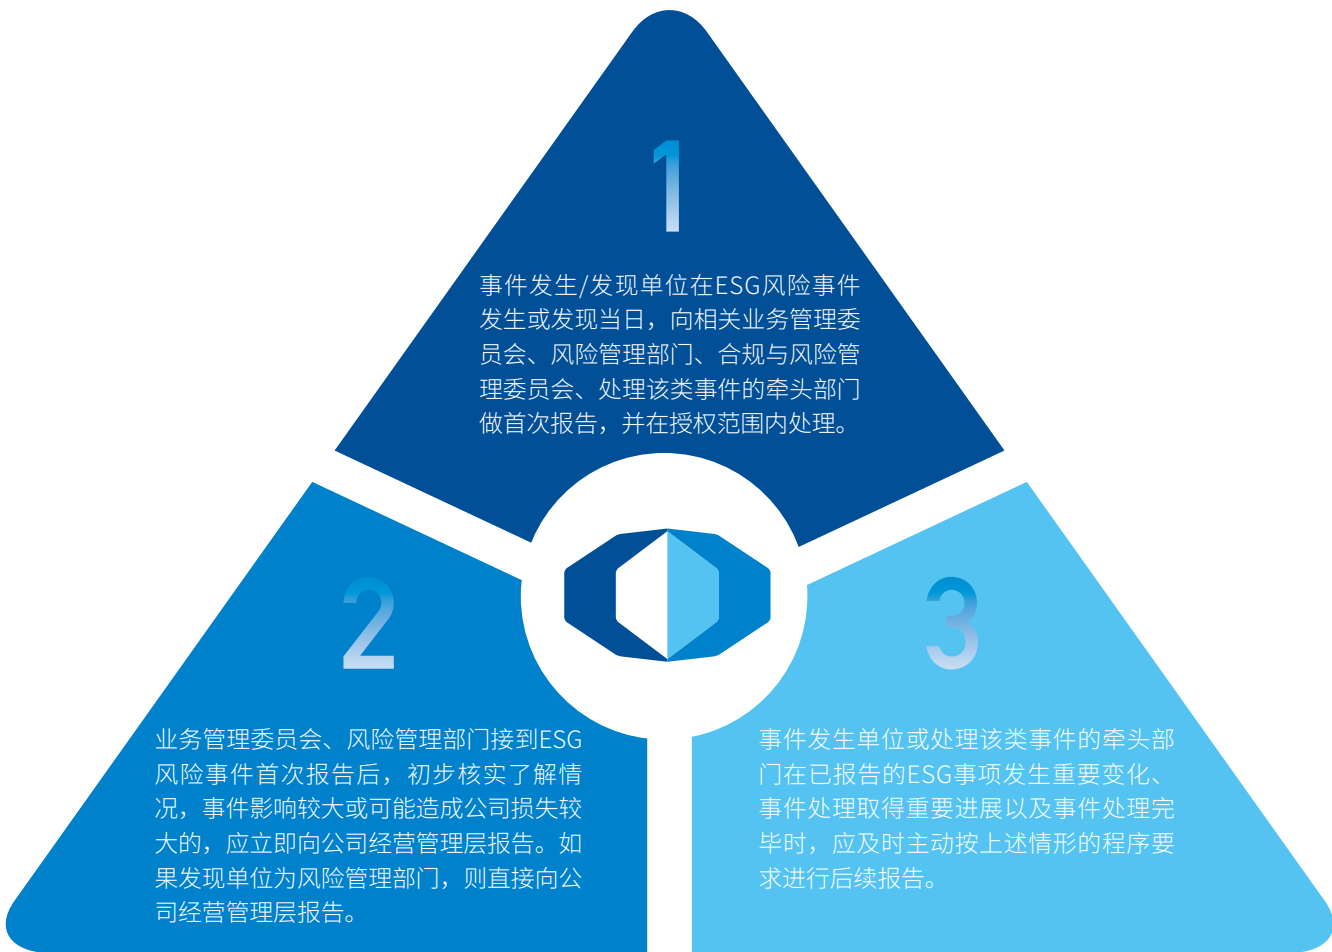 1
事件发生/发现单位在ESG风险事件
发生或发现当日，向相关业务管理委
员会、风险管理部门、合规与风险管
理委员会、处理该类事件的牵头部门
做首次报告，并在授权范围内处理。
2
业务管理委员会、风险管理部门接到ESG
风险事件首次报告后，初步核实了解情
况，事件影响较大或可能造成公司损失较
大的，应立即向公司经营管理层报告。如
果发现单位为风险管理部门，则直接向公
司经营管理层报告。
3
事件发生单位或处理该类事件的牵头部
门在已报告的ESG事项发生重要变化、
事件处理取得重要进展以及事件处理完
毕时，应及时主动按上述情形的程序要
求进行后续报告。